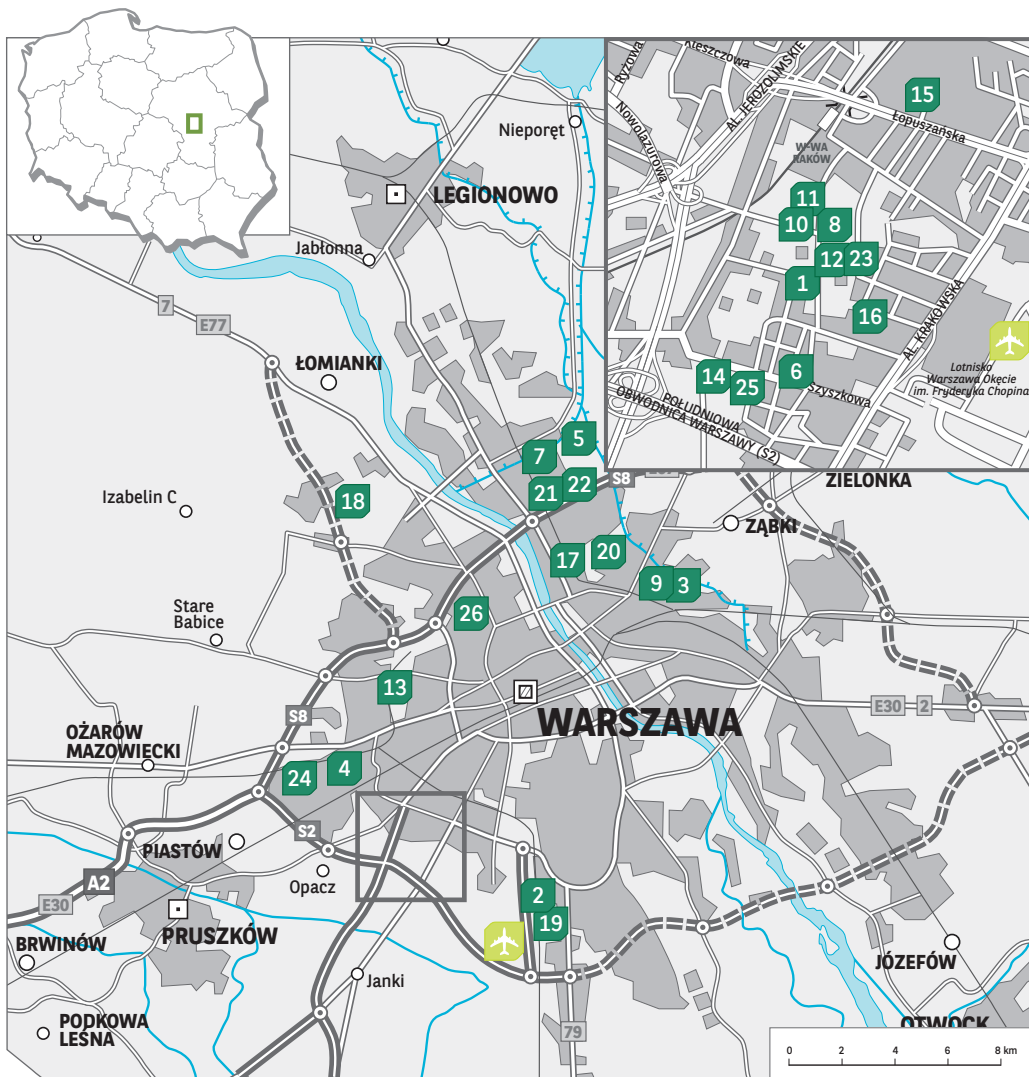 Kleszczowa
Ryżowa
AL. JEROZOLIMSKIE
15
Łopuszańska
Nowolazurowa
W-WA
RAKÓW
11
10
8
12
23
1
16
AL. KRAKOWSKA
14
25
6
szyszkowa
Lotnisko
Warszawa Okęcie
im. Fryderyka Chopina
POŁUDNIOWA
OBWODNICA WARSZAWY (S2)
Nieporęt
LEGIONOWO
Jabłonna
7
E77
ŁOMIANKI
5
7
22
21
S8
ZIELONKA
Izabelin C
18
ZĄBKI
17
20
9
3
Stare
Babice
26
13
WARSZAWA
E30
2
S8
OŻARÓW
MAZOWIECKI
24
4
S2
PIASTÓW
Opacz
A2
E30
2
19
PRUSZKÓW
BRWINÓW
Janki
JÓZEFÓW
PODKOWA
LEŚNA
79
OTWOCK
0
2
4
6
8 km